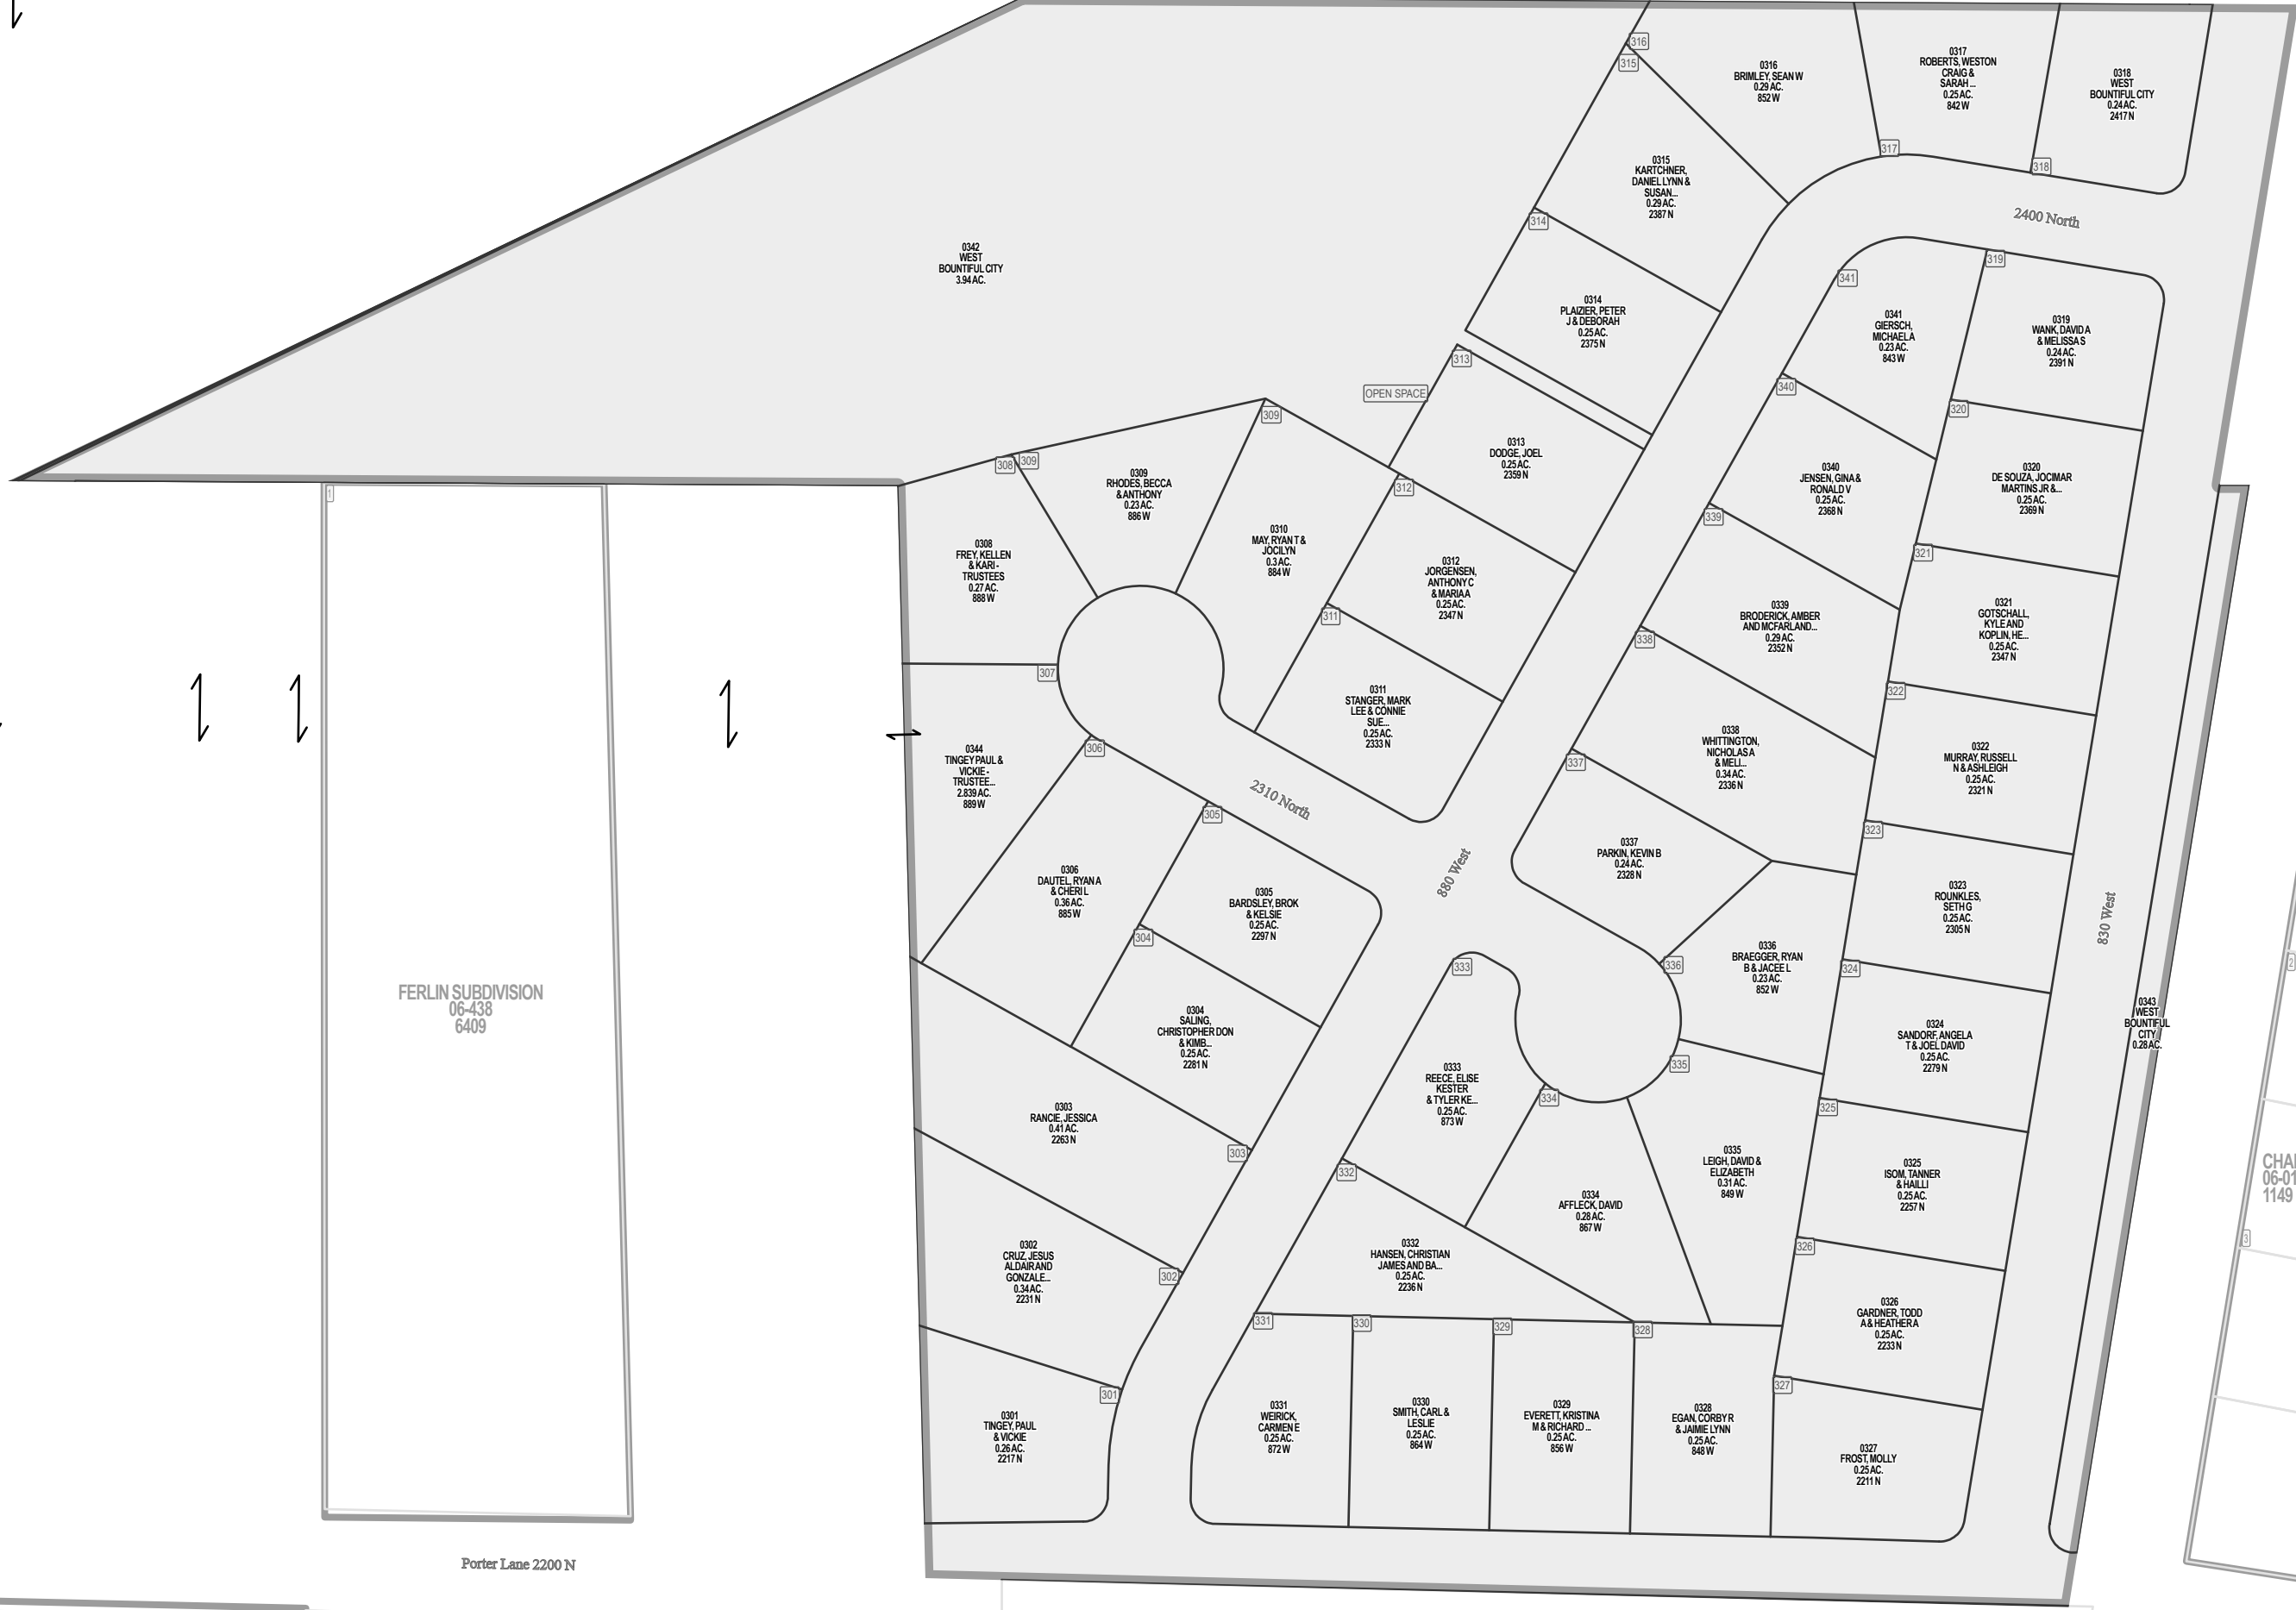 316
315
0316
BRIMLEY, SEAN W
0.29 AC.
852 W
0317
ROBERTS, WESTON
CRAIG &
SARAH ...
0.25 AC.
842 W
0318
WEST
BOUNTIFUL CITY
0.24 AC.
2417 N
317
318
0315
KARTCHNER,
DANIEL LYNN &
SUSAN...
0.29 AC.
2387 N
314
2400 North
0342
WEST
BOUNTIFUL CITY
3.94 AC.
341
319
0314
PLAIZIER, PETER
J & DEBORAH
0.25 AC.
2375 N
0341
GIERSCH,
MICHAEL A
0.23 AC.
843 W
0319
WANK, DAVID A
& MELISSA S
0.24 AC.
2391 N
313
340
OPEN SPACE
320
309
308
309
0313
DODGE, JOEL
0.25 AC.
2359 N
0309
RHODES, BECCA
& ANTHONY
0.23 AC.
886 W
0340
JENSEN, GINA &
RONALD V
0.25 AC.
2368 N
0320
DE SOUZA, JOCIMAR
MARTINS JR &...
0.25 AC.
2369 N
1
312
339
321
0308
FREY, KELLEN
& KARI -
TRUSTEES
0.27 AC.
888 W
0310
MAY, RYAN T &
JOCILYN
0.3 AC.
884 W
0312
JORGENSEN,
ANTHONY C
& MARIA A
0.25 AC.
2347 N
0339
BRODERICK, AMBER
AND MCFARLAND...
0.29 AC.
2352 N
0321
GOTSCHALL,
KYLE AND
KOPLIN, HE...
0.25 AC.
2347 N
311
338
307
322
0311
STANGER, MARK
LEE & CONNIE
SUE...
0.25 AC.
2333 N
306
0344
TINGEY PAUL &
VICKIE -
TRUSTEE...
2.839 AC.
889 W
337
0338
WHITTINGTON,
NICHOLAS A
& MELI...
0.34 AC.
2336 N
0322
MURRAY, RUSSELL
N & ASHLEIGH
0.25 AC.
2321 N
2310 North
305
323
0337
PARKIN, KEVIN B
0.24 AC.
2328 N
880 West
0306
DAUTEL, RYAN A
& CHERI L
0.36 AC.
885 W
0305
BARDSLEY, BROK
& KELSIE
0.25 AC.
2297 N
0323
ROUNKLES,
SETH G
0.25 AC.
2305 N
830 West
304
333
336
324
2
0336
BRAEGGER, RYAN
B & JACEE L
0.23 AC.
852 W
FERLIN SUBDIVISION
06-438
6409
0304
SALING,
CHRISTOPHER DON
& KIMB...
0.25 AC.
2281 N
0324
SANDORF, ANGELA
T & JOEL DAVID
0.25 AC.
2279 N
0343
WEST
BOUNTIFUL
CITY
0.28 AC.
335
0333
REECE, ELISE
KESTER
& TYLER KE...
0.25 AC.
873 W
334
325
0303
RANCIE, JESSICA
0.41 AC.
2263 N
303
332
0335
LEIGH, DAVID &
ELIZABETH
0.31 AC.
849 W
0325
ISOM, TANNER
& HAILLI
0.25 AC.
2257 N
CHA
06-01
1149
0334
AFFLECK, DAVID
0.28 AC.
867 W
326
3
0302
CRUZ, JESUS
ALDAIR AND
GONZALE...
0.34 AC.
2231 N
302
0332
HANSEN, CHRISTIAN
JAMES AND BA...
0.25 AC.
2236 N
0326
GARDNER, TODD
A & HEATHER A
0.25 AC.
2233 N
331
330
329
328
301
327
0301
TINGEY, PAUL
& VICKIE
0.26 AC.
2217 N
0331
WEIRICK,
CARMEN E
0.25 AC.
872 W
0330
SMITH, CARL &
LESLIE
0.25 AC.
864 W
0329
EVERETT, KRISTINA
M & RICHARD ...
0.25 AC.
856 W
0328
EGAN, CORBY R
& JAIMIE LYNN
0.25 AC.
848 W
0327
FROST, MOLLY
0.25 AC.
2211 N
Porter Lane 2200 N